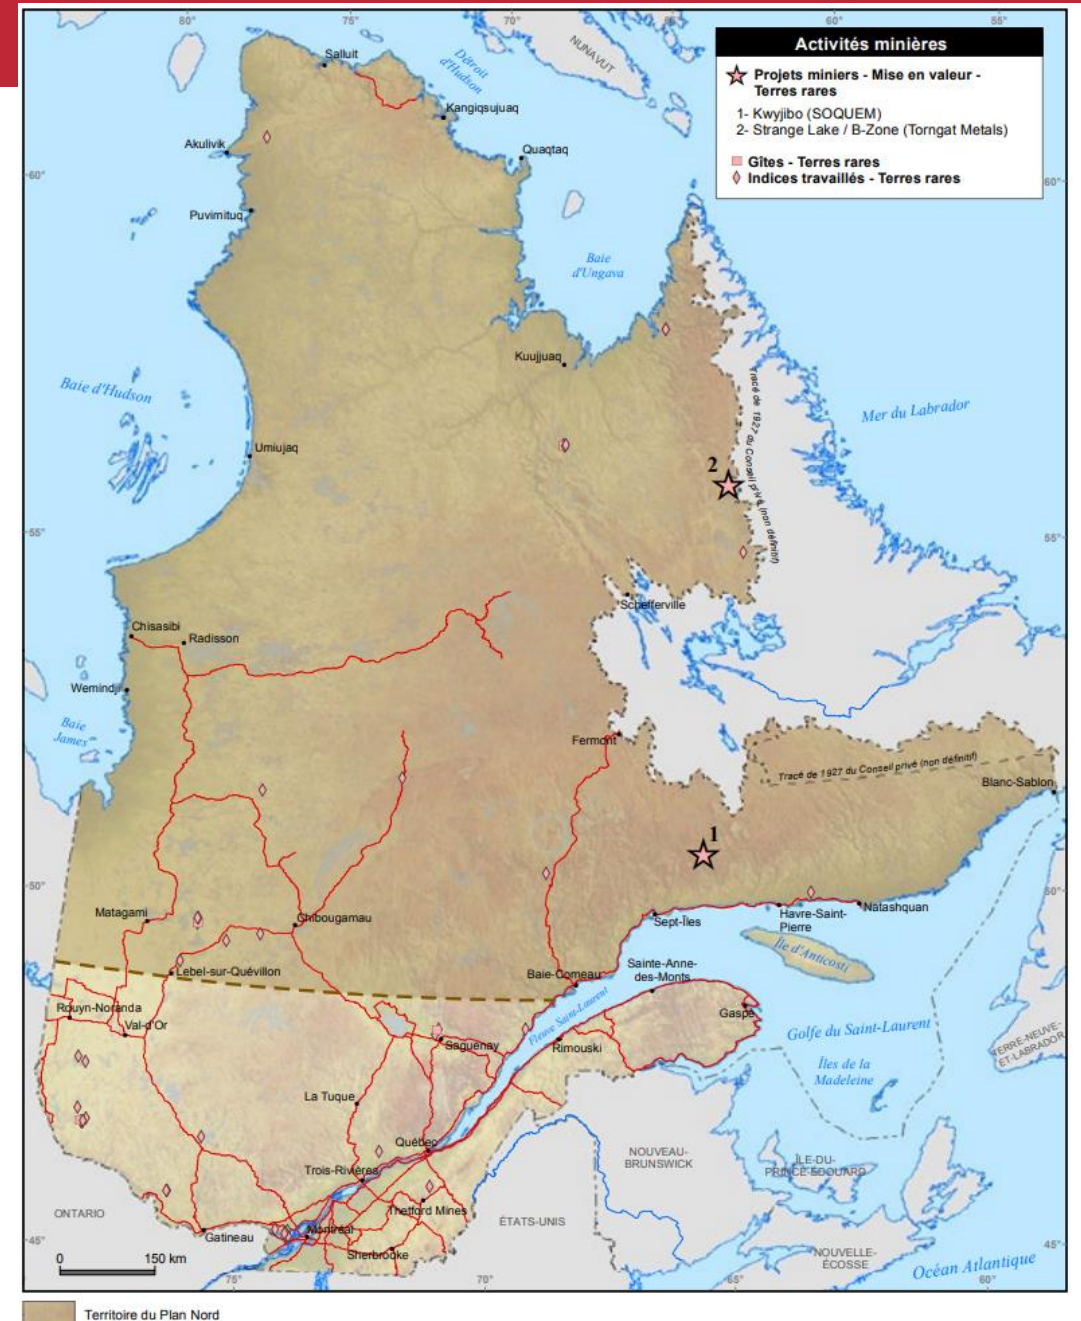 80°
75°
70°
60°
55°
Activités minières
Projets miniers - Mise en valeur -
Terres rares
1- Kwyjibo (SOQUEM)
2- Strange Lake / B-Zone (Torngat Metals)
Gîtes - Terres rares
Indices travaillés - Terres rares
NUNAVUT
Détroit
d'Hudson
Salluit
Kangiqsujuaq
Akulivik
Quaqtaq
60°
60°
Puvirnituq
Baie
d'Ungava
Kuujjuaq
Baie d'Hudson
Mer du Labrador
Tracé de 1927 du Conseil privé (non définitif)
Umiujaq
2
55°
55°
Schefferville
Chisasibi
Radisson
Wemindji
Baie
James
Fermont
Tracé de 1927 du Conseil privé (non définitif)
Blanc-Sablon
1
50°
50°
Matagami
Chibougamau
Sept-Îles
Havre-Saint-
Pierre
Natashquan
Île d'Anticosti
Lebel-sur-Quévillon
Baie-Comeau
Sainte-Anne-
des-Monts
Rouyn-Noranda
Val-d'Or
Fleuve Saint-Laurent
Gaspé
Golfe du Saint-Laurent
TERRE-NEUVE-
ET-LABRADOR
Saguenay
Rimouski
Îles de la
Madeleine
La Tuque
Québec
NOUVEAU-
BRUNSWICK
ÎLE-DU-
PRINCE-ÉDOUARD
Trois-Rivières
Thetford Mines
ONTARIO
ÉTATS-UNIS
Gatineau
Montréal
45°
45°
Sherbrooke
NOUVELLE-
ÉCOSSE
Océan Atlantique
0 150 km
75°
70°
65°
60°
Territoire du Plan Nord